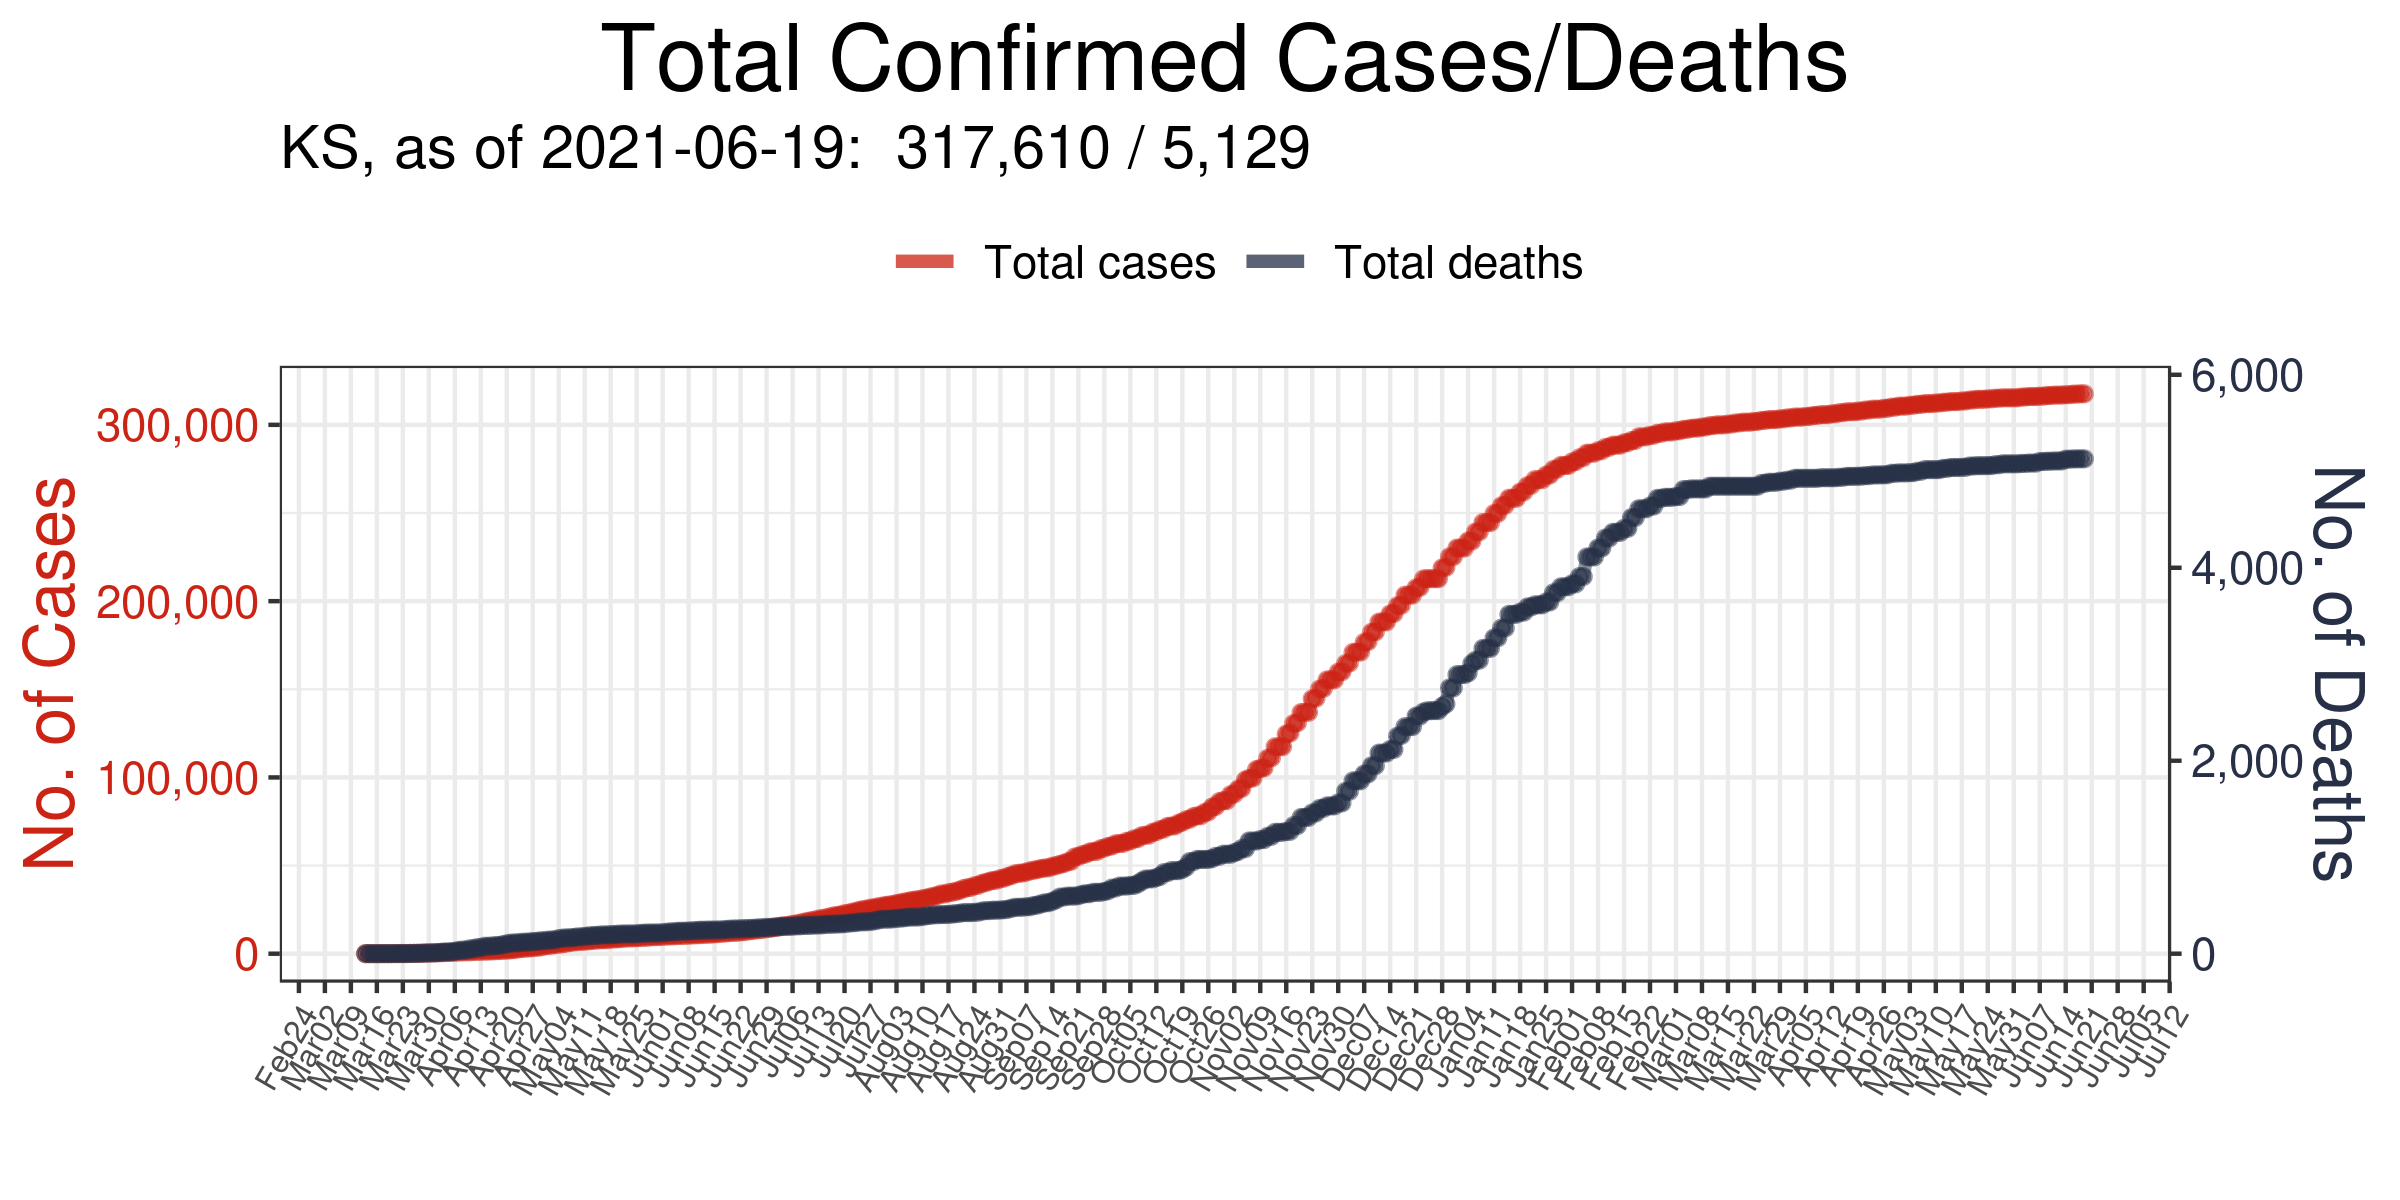 Total Confirmed Cases/Deaths
KS, as of 2021-06-19:  317,610 / 5,129
Total cases
Total deaths
No. of Cases
300,000
200,000
100,000
0
6,000
4,000
2,000
0
No. of Deaths
Feb24
Mar02
Mar09
Mar16
Mar23
Mar30
Apr06
Apr13
Apr20
Apr27
May04
May11
May18
May25
Jun01
Jun08
Jun15
Jun22
Jun29
Jul06
Jul13
Jul20
Jul27
Aug03
Aug10
Aug17
Aug24
Aug31
Sep07
Sep14
Sep21
Sep28
Oct05
Oct12
Oct19
Oct26
Nov02
Nov09
Nov16
Nov23
Nov30
Dec07
Dec14
Dec21
Dec28
Jan04
Jan11
Jan18
Jan25
Feb01
Feb08
Feb15
Feb22
Mar01
Mar08
Mar15
Mar22
Mar29
Apr05
Apr12
Apr19
Apr26
May03
May10
May17
May24
May31
Jun07
Jun14
Jun21
Jun28
Jul05
Jul12